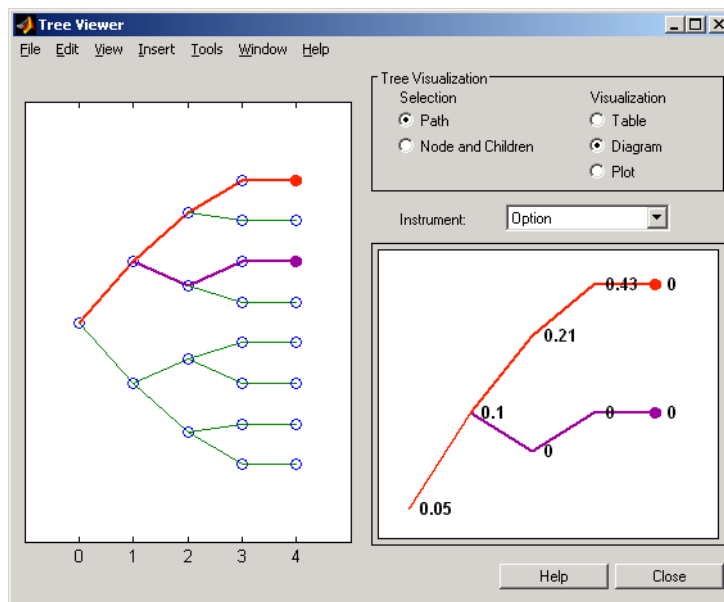 Tree Viewer
File Edit View Insert Tools Window Help
Tree Visualization
Selection
Visualization
Path
Table
Node and Children
Diagram
Plot
Instrument:
Option
0.43 0
0.21
0.1
0 0
0
0.05
0 1 2 3 4
Help
Close